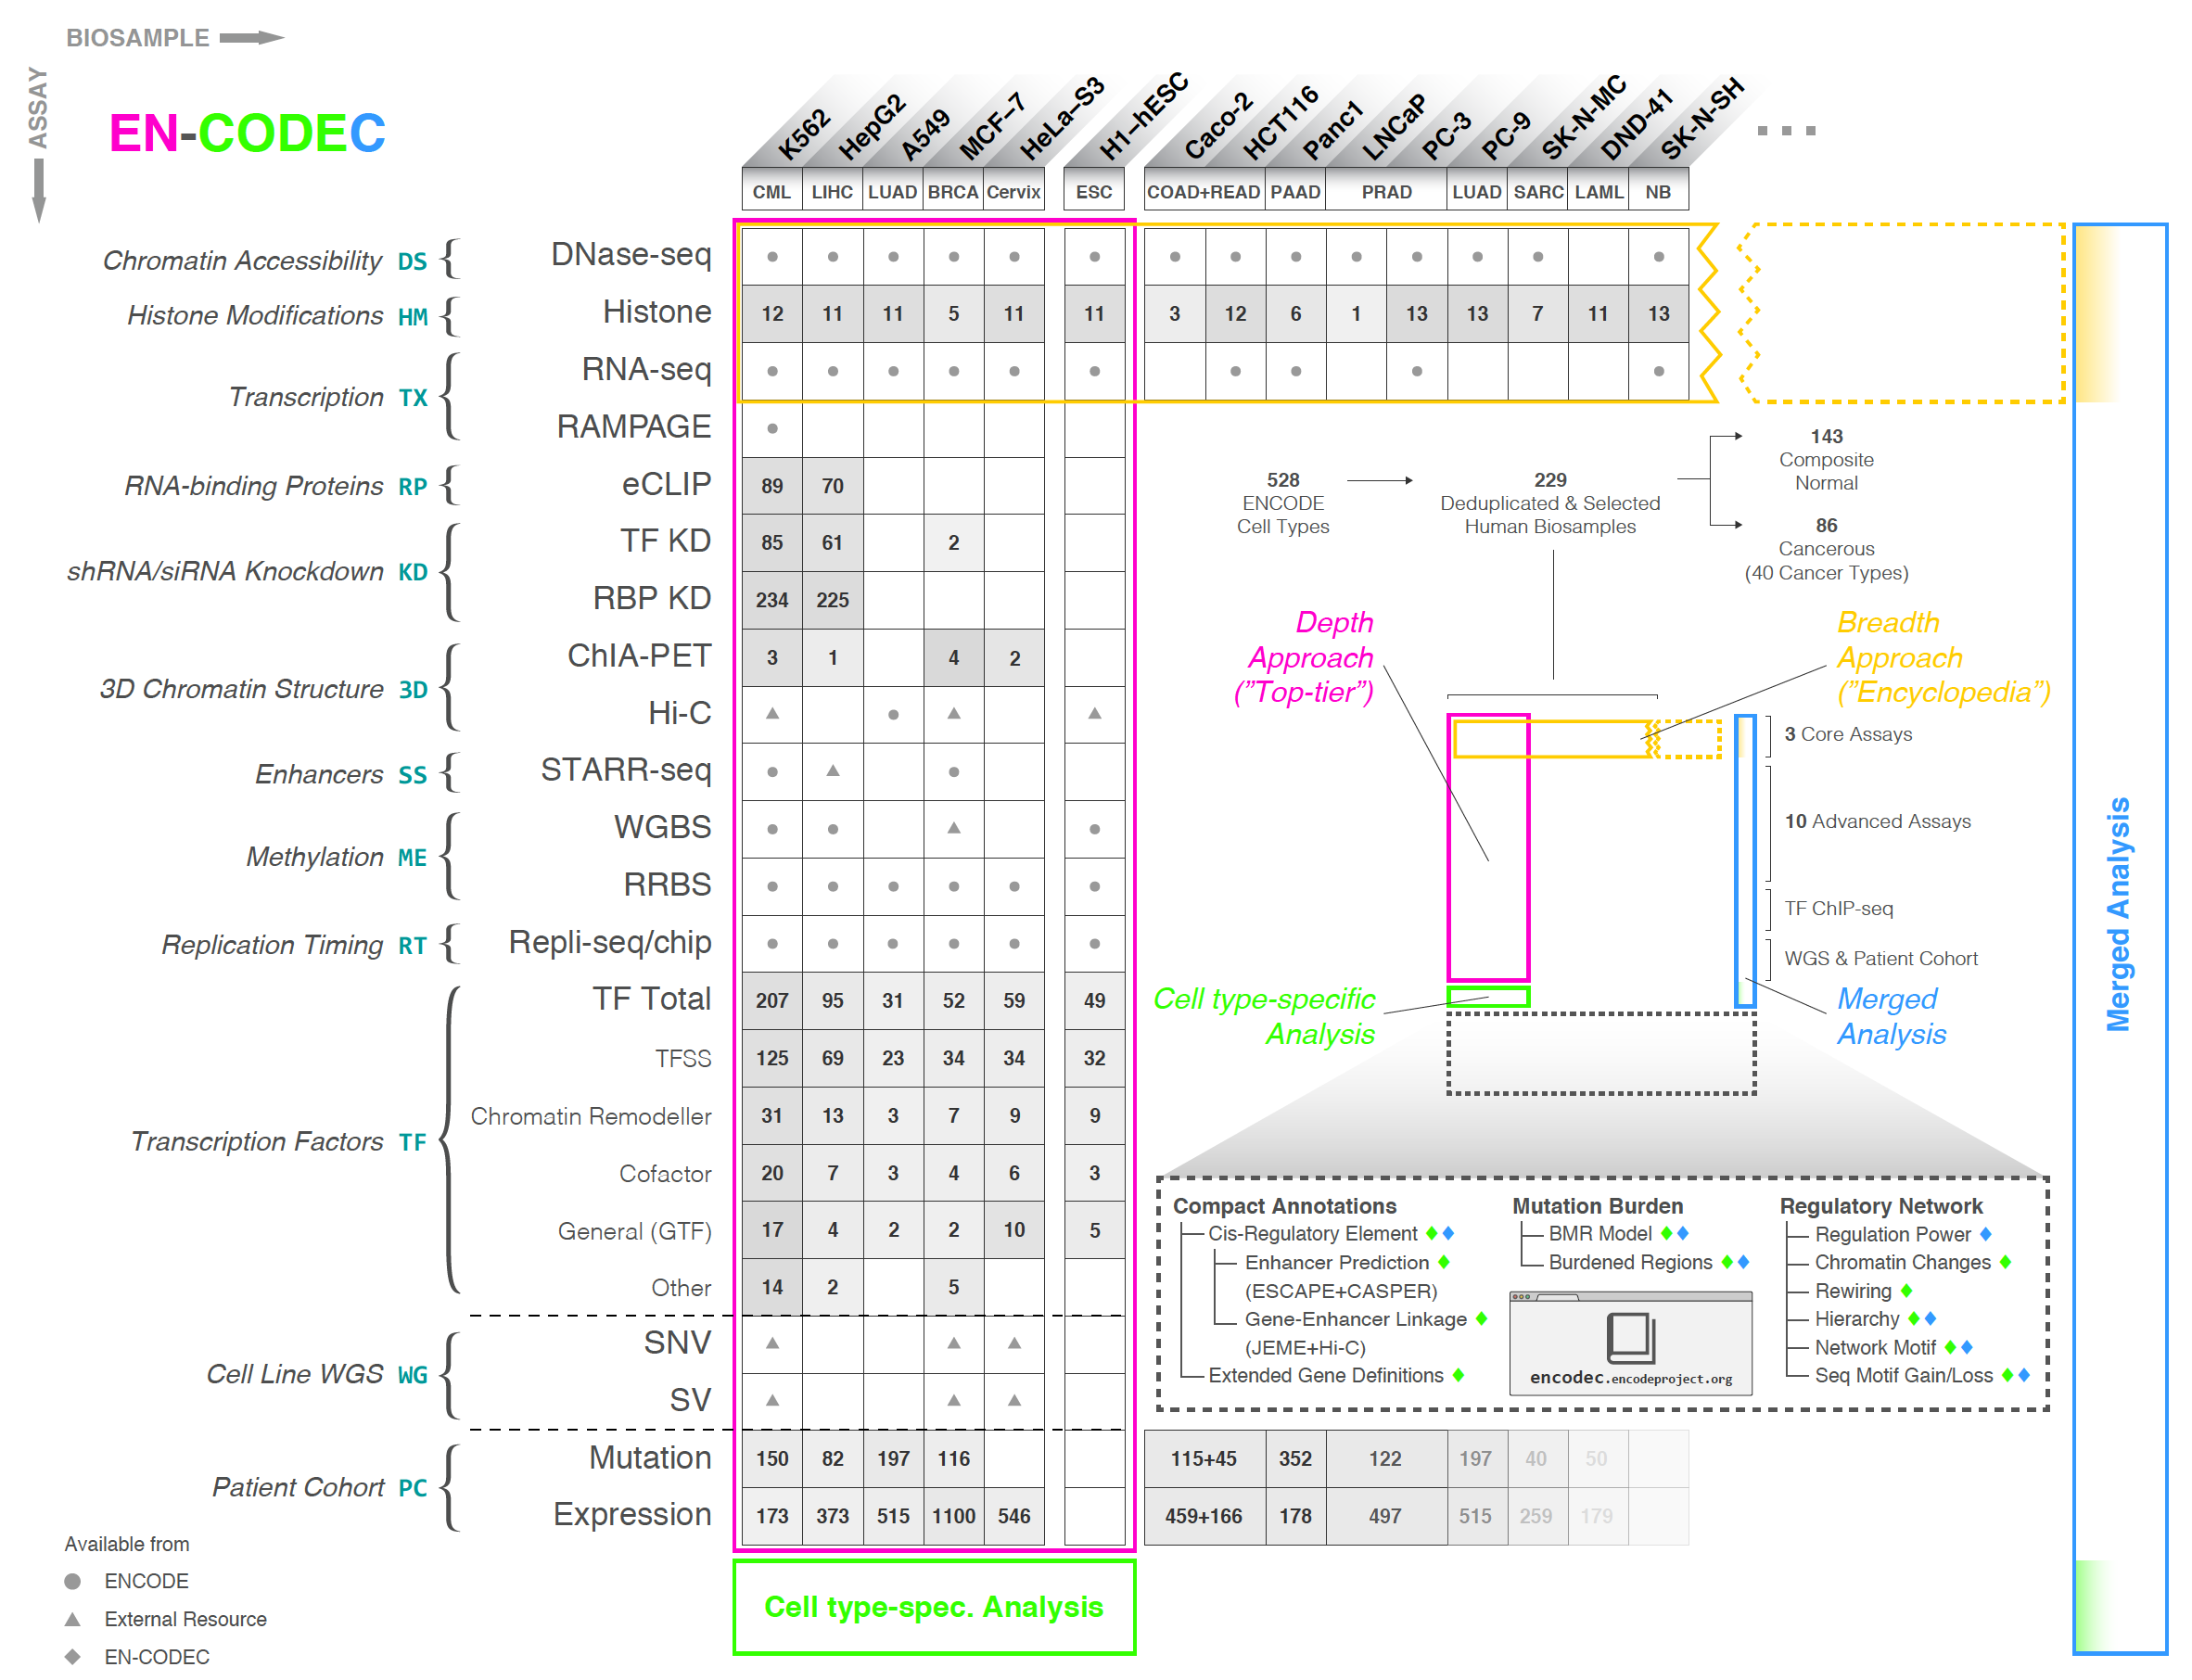 BIOSAMPLE
ASSAY
EN-CODEC
K562 HepG2 A549 MCF–7 HeLa–S3 H1–hESC Caco-2 HCT116 Panc1 LNCaP PC-3 PC-9 SK-N-MC DND-41 SK-N-SH ...
CML LIHC LUAD BRCA Cervix ESC COAD+READ PAAD PRAD LUAD SARC LAML NB
Chromatin Accessibility DS { DNase-seq
Histone Modifications HM { Histone 12 11 11 5 11 11 3 12 6 1 13 13 7 11 13
RNA-seq
Transcription TX {
RAMPAGE
RNA-binding Proteins RP { eCLIP 89 70
TF KD 85 61 2
shRNA/siRNA Knockdown KD {
RBP KD 234 225
ChIA-PET 3 1 4 2
3D Chromatin Structure 3D {
Hi-C
Enhancers SS { STARR-seq
WGBS
Methylation ME {
RRBS
Replication Timing RT { Repli-seq/chip
TF Total 207 95 31 52 59 49
TFSS 125 69 23 34 34 32
Chromatin Remodeller 31 13 3 7 9 9
Transcription Factors TF {
Cofactor 20 7 3 4 6 3
General (GTF) 17 4 2 2 10 5
Other 14 2 5
SNV
Cell Line WGS WG {
SV
Mutation 150 82 197 116 115+45 352 122 197 40 50
Patient Cohort PC {
Expression 173 373 515 1100 546 459+166 178 497 515 259 179
Available from
ENCODE
External Resource
EN-CODEC
Cell type-spec. Analysis
528
ENCODE
Cell Types
229
Deduplicated & Selected
Human Biosamples
143
Composite
Normal
86
Cancerous
(40 Cancer Types)
Depth
Approach
(”Top-tier”)
Breadth
Approach
(”Encyclopedia”)
3 Core Assays
10 Advanced Assays
TF ChIP-seq
WGS & Patient Cohort
Cell type-specific
Analysis
Merged
Analysis
Compact Annotations
Cis-Regulatory Element
Enhancer Prediction
(ESCAPE+CASPER)
Gene-Enhancer Linkage
(JEME+Hi-C)
Extended Gene Definitions
Mutation Burden
BMR Model
Burdened Regions
encodec.encodeproject.org
Regulatory Network
Regulation Power
Chromatin Changes
Rewiring
Hierarchy
Network Motif
Seq Motif Gain/Loss
Merged Analysis